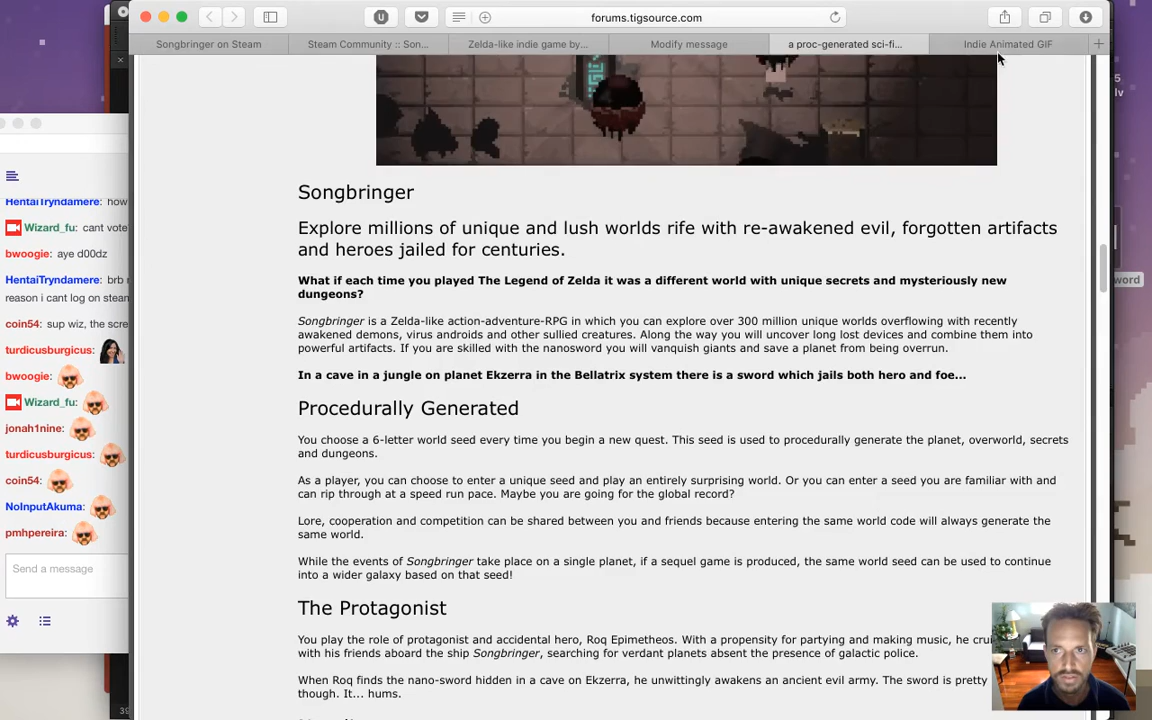 forums.tigsource.com
Songbringer on Steam
Steam Community :: Son...
Zelda-like indie game by...
Modify message
a proc-generated sci-fi...
Indie Animated GIF
HentaiTryndamere: how
Wizard_fu: cant vote
bwoogie: aye d00dz
HentaiTryndamere: brb
reason i cant log on stea
coin54: sup wiz, the scre
turdicusburgicus:
bwoogie:
Wizard_fu:
jonah1nine:
turdicusburgicus:
coin54:
NoInputAkuma:
pmhpereira:
Send a message
Songbringer
Explore millions of unique and lush worlds rife with re-awakened evil, forgotten artifacts
and heroes jailed for centuries.
What if each time you played The Legend of Zelda it was a different world with unique secrets and mysteriously new
dungeons?
Songbringer is a Zelda-like action-adventure-RPG in which you can explore over 300 million unique worlds overflowing with recently
awakened demons, virus androids and other sullied creatures. Along the way you will uncover long lost devices and combine them into
powerful artifacts. If you are skilled with the nanosword you will vanquish giants and save a planet from being overrun.
In a cave in a jungle on planet Ekzerra in the Bellatrix system there is a sword which jails both hero and foe...
Procedurally Generated
You choose a 6-letter world seed every time you begin a new quest. This seed is used to procedurally generate the planet, overworld, secrets
and dungeons.
As a player, you can choose to enter a unique seed and play an entirely surprising world. Or you can enter a seed you are familiar with and
can rip through at a speed run pace. Maybe you are going for the global record?
Lore, cooperation and competition can be shared between you and friends because entering the same world code will always generate the
same world.
While the events of Songbringer take place on a single planet, if a sequel game is produced, the same world seed can be used to continue
into a wider galaxy based on that seed!
The Protagonist
You play the role of protagonist and accidental hero, Roq Epimetheos. With a propensity for partying and making music, he crui
with his friends aboard the ship Songbringer, searching for verdant planets absent the presence of galactic police.
When Roq finds the nano-sword hidden in a cave on Ekzerra, he unwittingly awakens an ancient evil army. The sword is pretty
though. It... hums.
5
lv
word
39